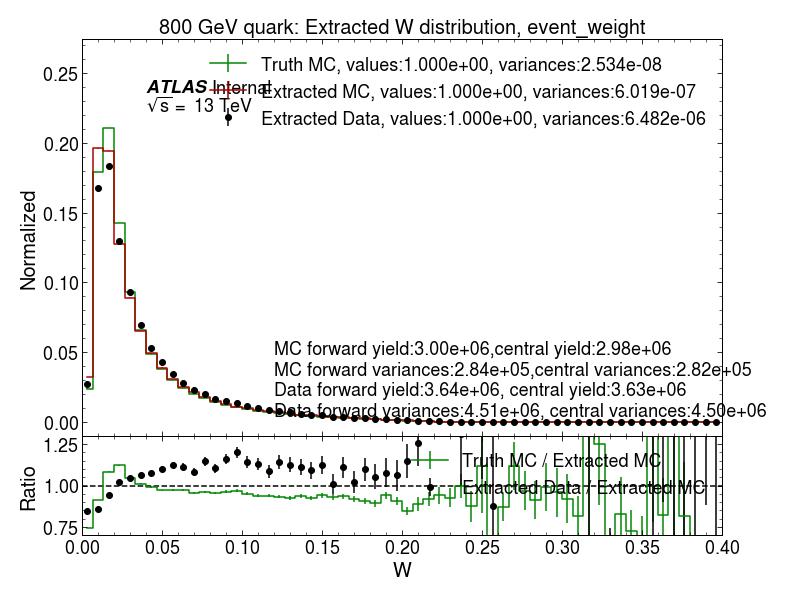 800 GeV quark: Extracted W distribution, event_weight
Truth MC, values:1.000e+00, variances:2.534e-08
ATLAS Internal
Extracted MC, values:1.000e+00, variances:6.019e-07
√s = 13 TeV
Extracted Data, values:1.000e+00, variances:6.482e-06
Normalized
0.25
0.20
0.15
0.10
0.05
0.00
MC forward yield:3.00e+06,central yield:2.98e+06
MC forward variances:2.84e+05,central variances:2.82e+05
Data forward yield:3.64e+06, central yield:3.63e+06
Data forward variances:4.51e+06, central variances:4.50e+06
Ratio
1.25
1.00
0.75
Truth MC / Extracted MC
Extracted Data / Extracted MC
0.00 0.05 0.10 0.15 0.20 0.25 0.30 0.35 0.40
W